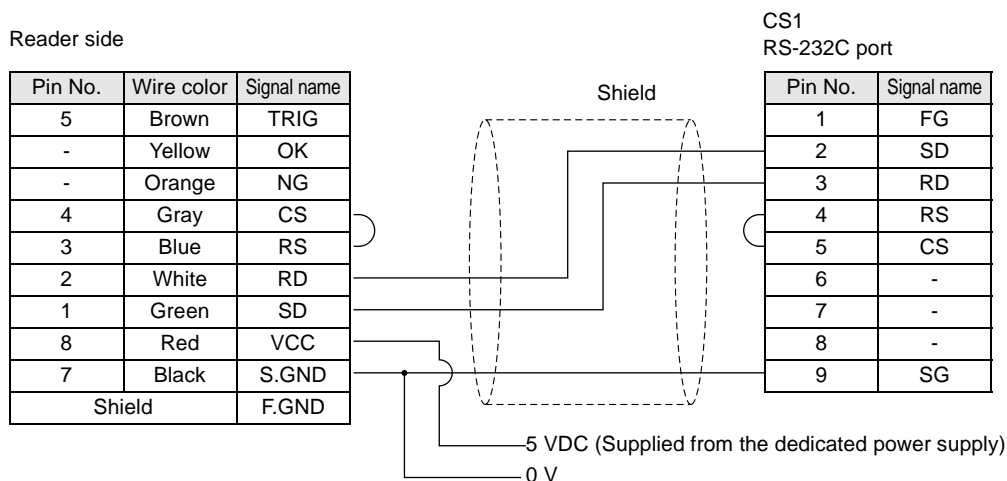 Reader side
CS1
RS-232C port
Pin No. Wire color Signal name
5 Brown TRIG
- Yellow OK
- Orange NG
4 Gray CS
3 Blue RS
2 White RD
1 Green SD
8 Red VCC
7 Black S.GND
Shield F.GND
Shield
Pin No. Signal name
1 FG
2 SD
3 RD
4 RS
5 CS
6 -
7 -
8 -
9 SG
5 VDC (Supplied from the dedicated power supply)
0 V